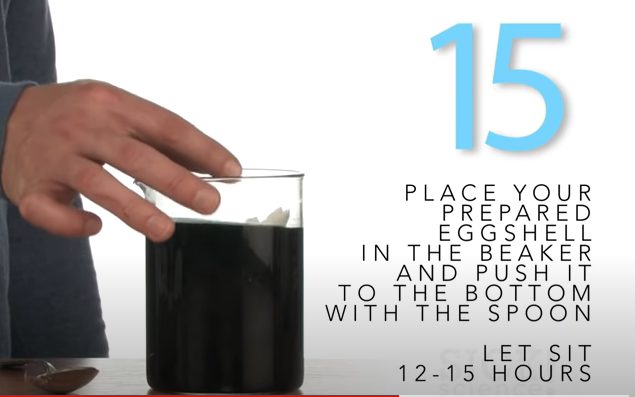 15
PLACE YOUR
PREPARED
EGGSHELL
IN THE BEAKER
AND PUSH IT
TO THE BOTTOM
WITH THE SPOON
LET SIT
12-15 HOURS
science.